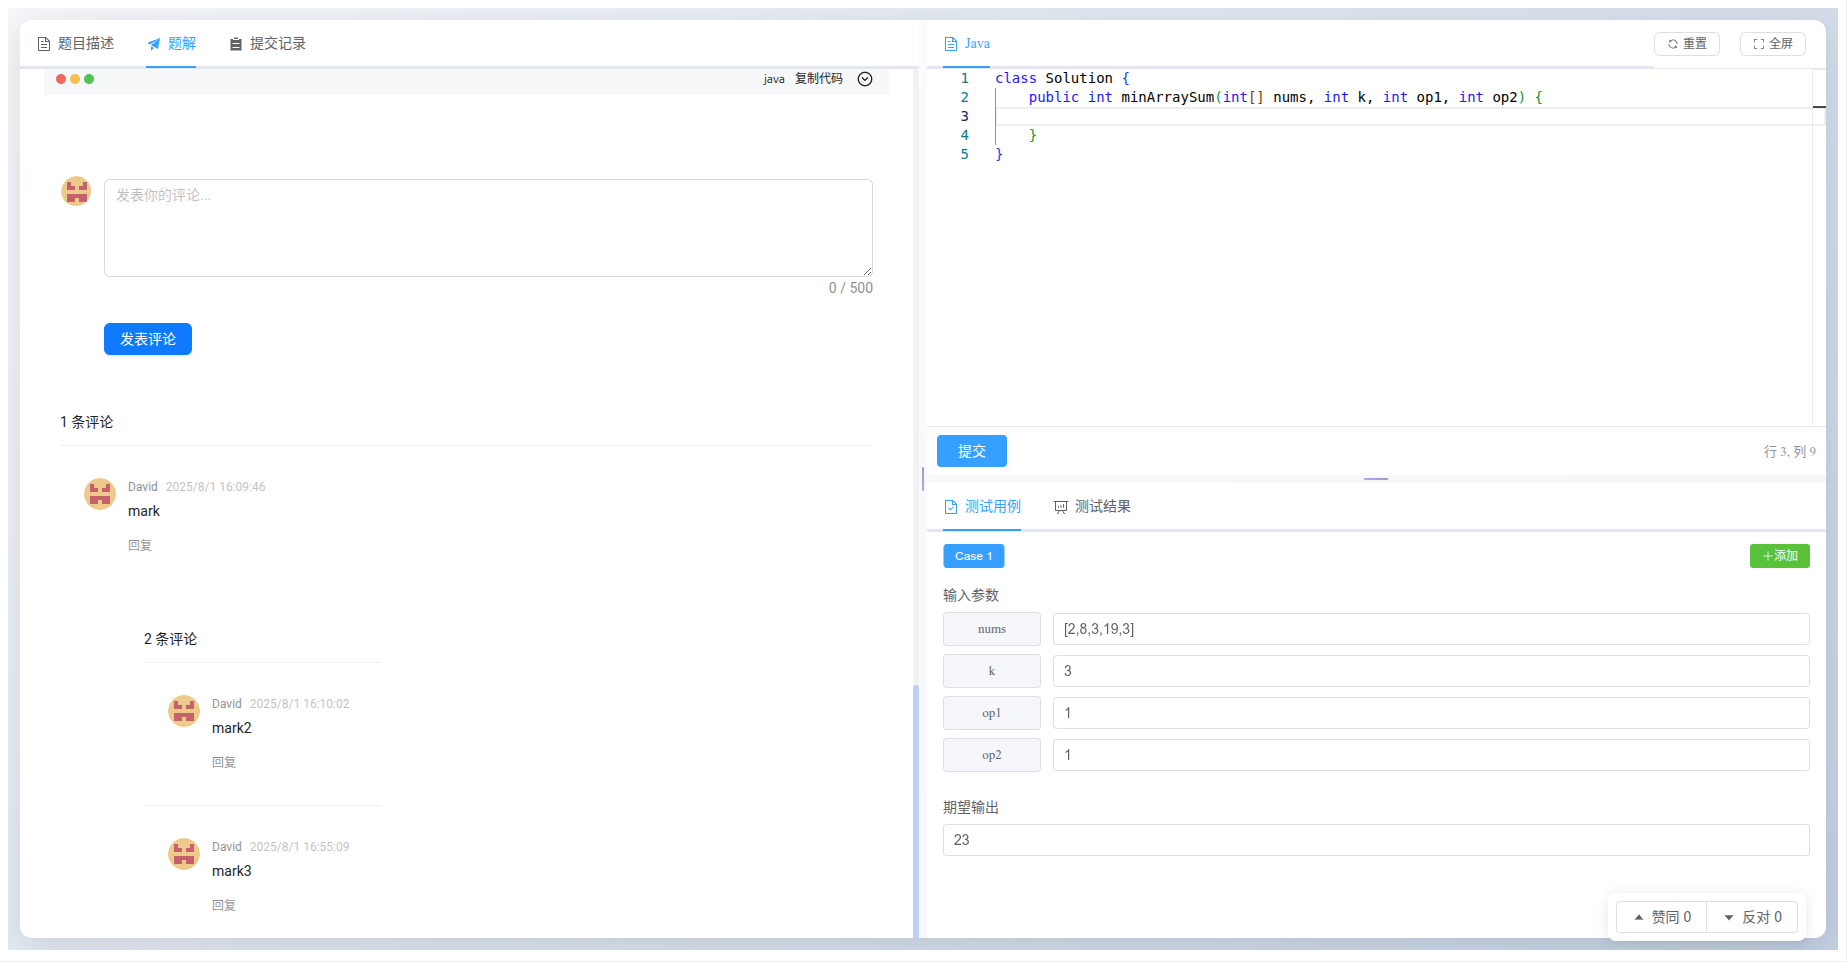 题目描述 题解 提交记录
java 复制代码
发表你的评论...
0 / 500
发表评论
1 条评论
David 2025/8/1 16:09:46
mark
回复
2 条评论
David 2025/8/1 16:10:02
mark2
回复
David 2025/8/1 16:55:09
mark3
回复
Java 重置 全屏
1 class Solution {
2 public int minArraySum(int[] nums, int k, int op1, int op2) {
3
4 }
5 }
提交 行 3, 列 9
测试用例 测试结果
Case 1 +添加
输入参数
nums [2,8,3,19,3]
k 3
op1 1
op2 1
期望输出
23
赞同 0 反对 0